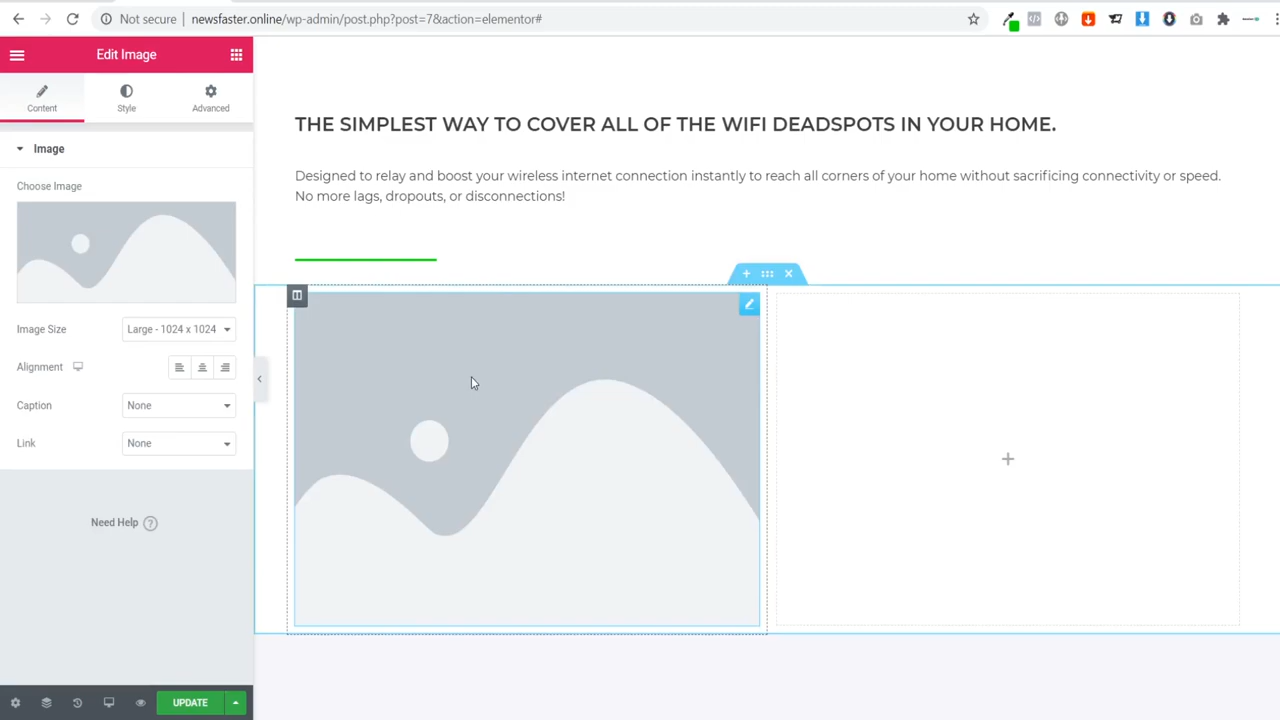 Not secure
newsfaster.online/wp-admin/post.php?post=7&action=elementor#
Edit Image
Content
Style
Advanced
Image
Choose Image
Image Size
Large - 1024 x 1024
Alignment
Caption
None
Link
None
Need Help ?
UPDATE
THE SIMPLEST WAY TO COVER ALL OF THE WIFI DEADSPOTS IN YOUR HOME.
Designed to relay and boost your wireless internet connection instantly to reach all corners of your home without sacrificing connectivity or speed.
No more lags, dropouts, or disconnections!